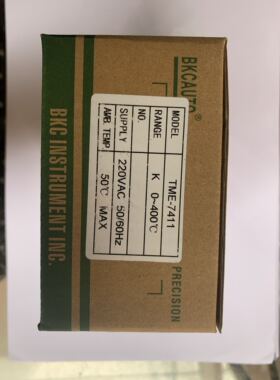 BKCAUTO®
MODEL TME-7411
RANGE K 0~400℃
NO.
SUPPLY 220VAC 50/60Hz
AMB. TEMP 50℃ MAX
PRECISION
BKC INSTRUMENT INC.